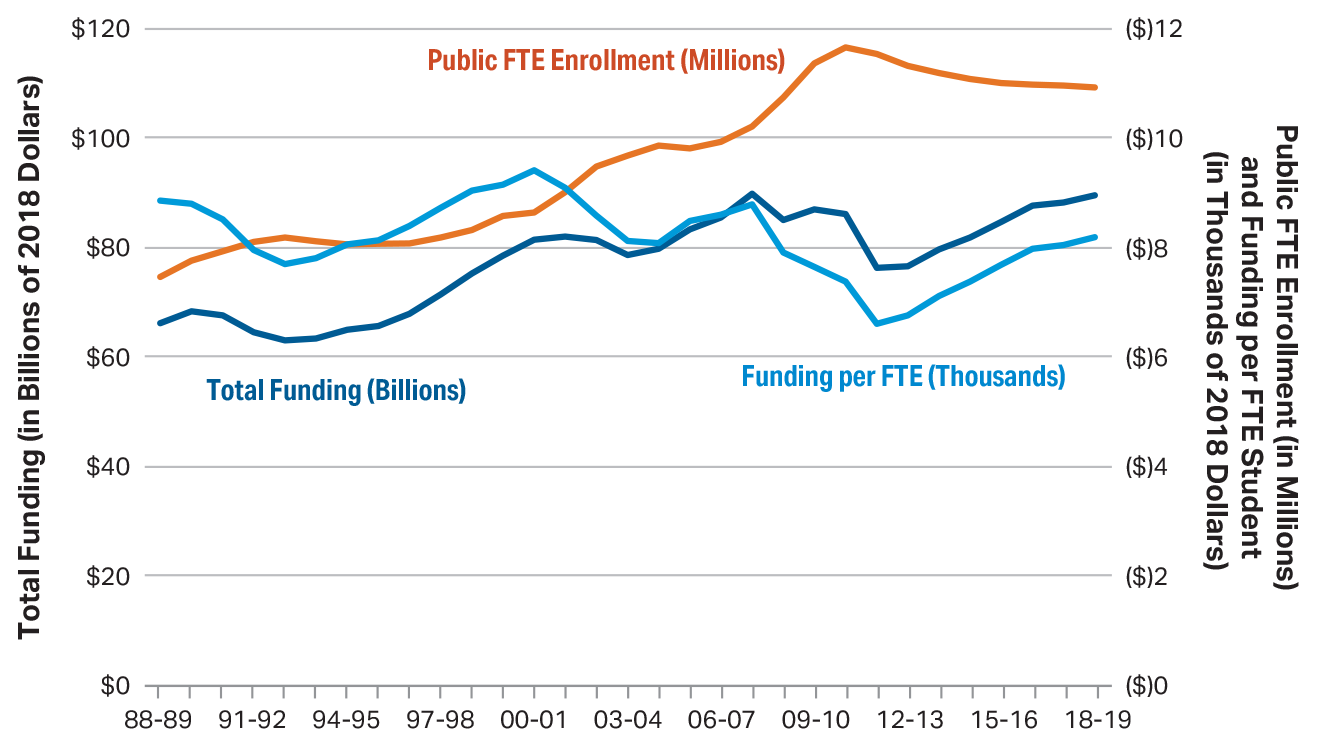 Total Funding (in Billions of 2018 Dollars)
$120
$100
$80
$60
$40
$20
$0
Public FTE Enrollment (Millions)
Total Funding (Billions)
Funding per FTE (Thousands)
($)12
($)10
($)8
($)6
($)4
($)2
($)0
Public FTE Enrollment (in Millions)
and Funding per FTE Student
(in Thousands of 2018 Dollars)
88-89 91-92 94-95 97-98 00-01 03-04 06-07 09-10 12-13 15-16 18-19